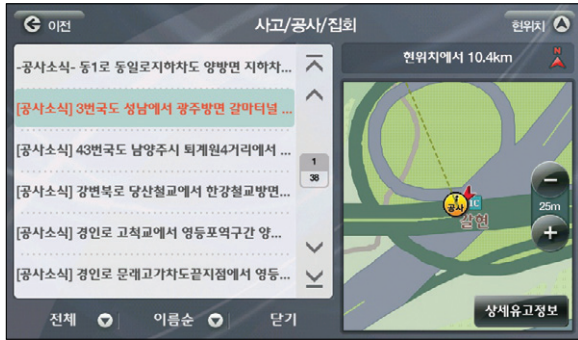 이전
사고/공사/집회
현위치
-공사소식- 동1로 동일로지하차도 양방면 지하차...
[공사소식] 3번국도 성남에서 광주방면 갈마터널 ...
[공사소식] 43번국도 남양주시 퇴계원4거리에서 ...
[공사소식] 강변북로 당산철교에서 한강철교방면...
[공사소식] 경인로 고척교에서 영등포역구간 양...
[공사소식] 경인로 문래고가차도끝지점에서 영등...
1
38
전체
이름순
닫기
현위치에서 10.4km
N
공사
IC
갈현
25m
상세유고정보